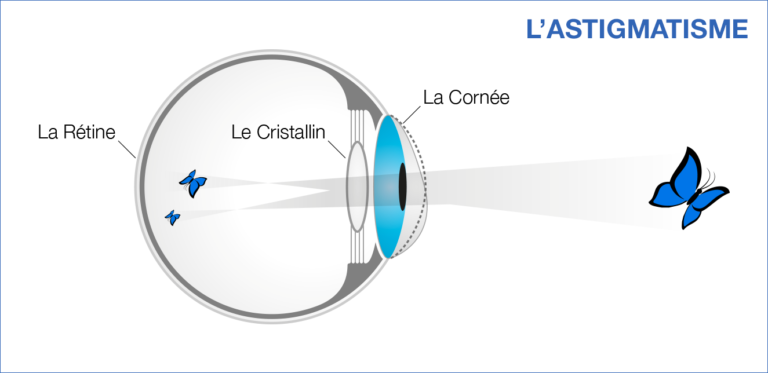 L’ASTIGMATISME
La Cornée
La Rétine
Le Cristallin